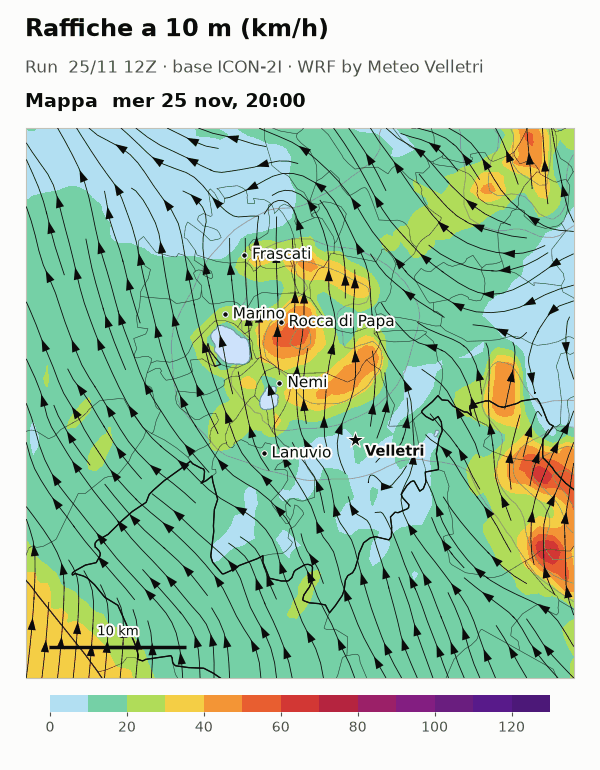 Raffiche a 10 m (km/h)
Run  25/11 12Z · base ICON-2I · WRF by Meteo Velletri
Mappa  mer 25 nov, 20:00
Frascati
Marino
Rocca di Papa
Nemi
Velletri
Lanuvio
10 km
0 20 40 60 80 100 120